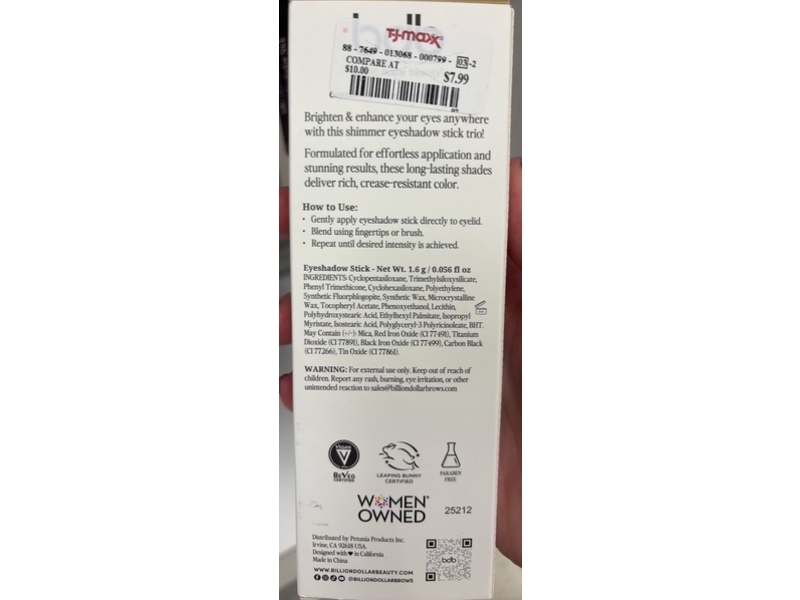 T·J·maxx
88 - 7649 - 013068 - 000799 - 03 -2
COMPARE AT
$10.00
$7.99
Brighten & enhance your eyes anywhere
with this shimmer eyeshadow stick trio!
Formulated for effortless application and
stunning results, these long-lasting shades
deliver rich, crease-resistant color.
How to Use:
• Gently apply eyeshadow stick directly to eyelid.
• Blend using fingertips or brush.
• Repeat until desired intensity is achieved.
Eyeshadow Stick - Net Wt. 1.6 g / 0.056 fl oz
INGREDIENTS: Cyclopentasiloxane, Trimethylsiloxysilicate,
Phenyl Trimethicone, Cyclohexasiloxane, Polyethylene,
Synthetic Fluorphlogopite, Synthetic Wax, Microcrystalline
Wax, Tocopheryl Acetate, Phenoxyethanol, Lecithin,
Polyhydroxystearic Acid, Ethylhexyl Palmitate, Isopropyl
Myristate, Isostearic Acid, Polyglyceryl-3 Polyricinoleate, BHT.
May Contain (+/-): Mica, Red Iron Oxide (CI 77491), Titanium
Dioxide (CI 77891), Black Iron Oxide (CI 77499), Carbon Black
(CI 77266), Tin Oxide (CI 77861).
WARNING: For external use only. Keep out of reach of
children. Report any rash, burning, eye irritation, or other
unintended reaction to sales@billiondollarbrows.com
VEGAN
V
BEVEG
CERTIFIED
LEAPING BUNNY
CERTIFIED
PARABEN
FREE
WOMEN
OWNED
25212
Distributed by Petunia Products Inc.
Irvine, CA 92618 USA.
Designed with ♥ in California
Made in China
bdb
WWW.BILLIONDOLLARBEAUTY.COM
@BILLIONDOLLARBROWS